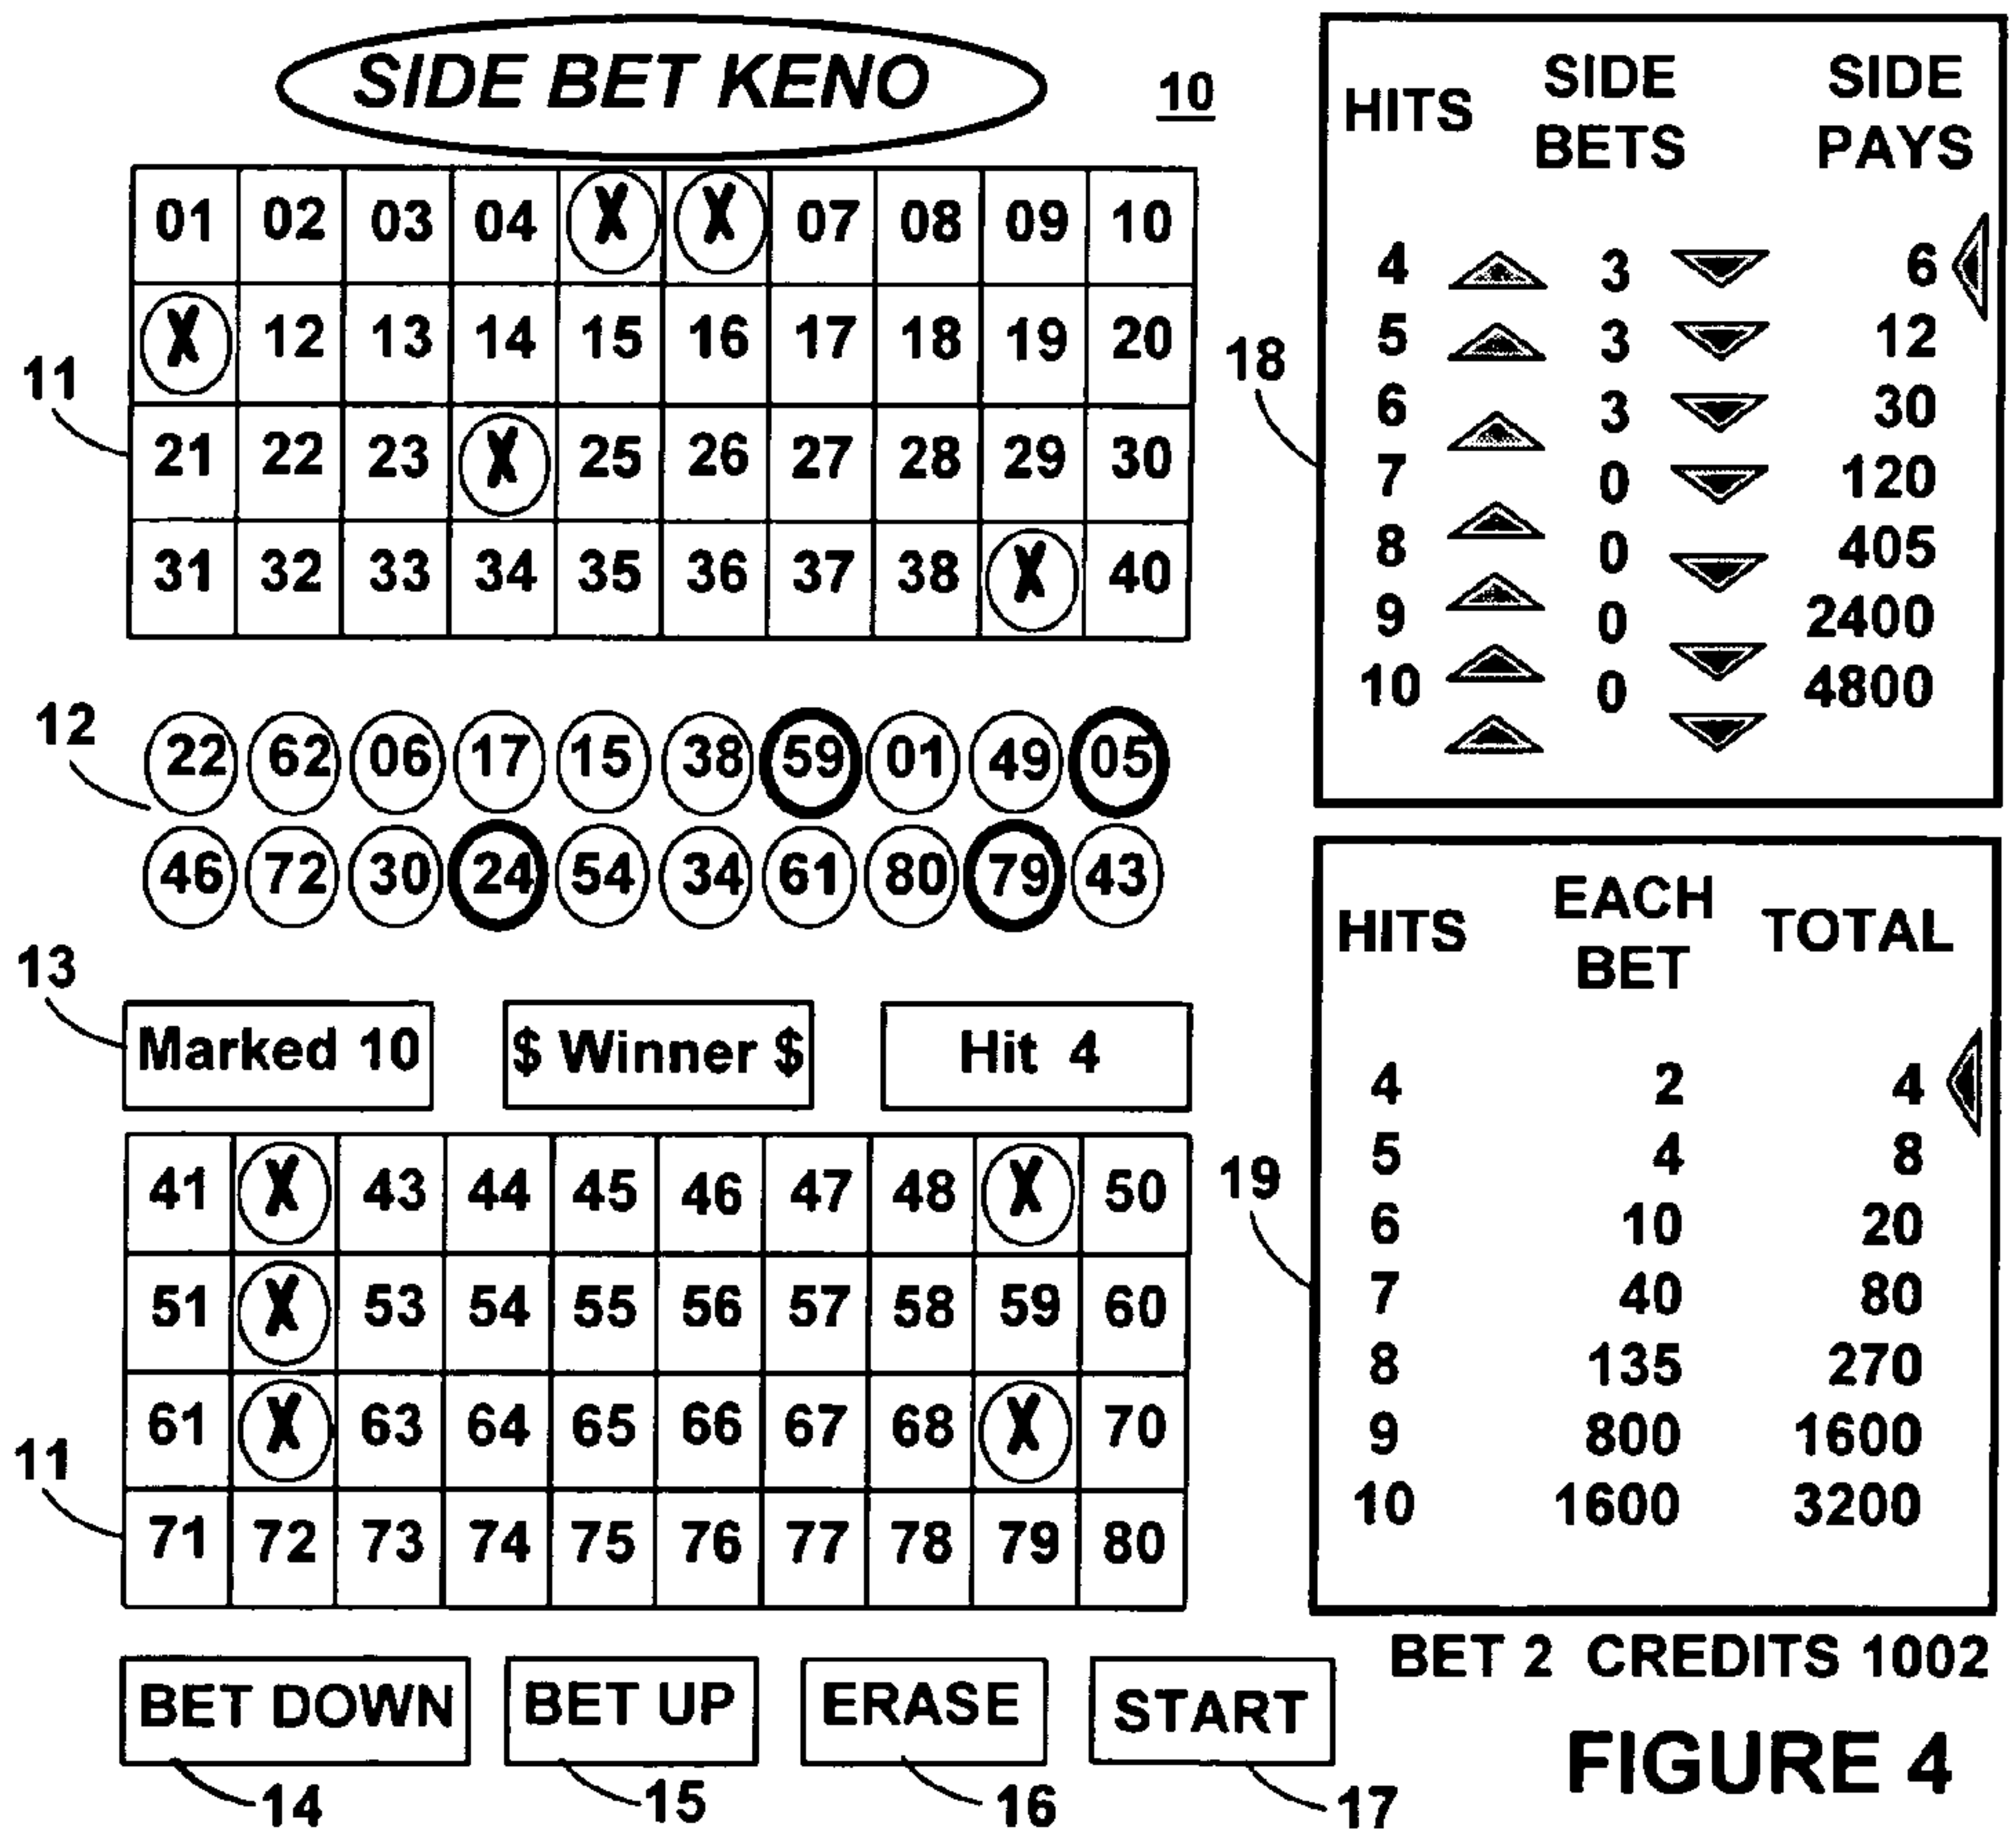 SIDE BET KENO
10
01 02 03 04 X X 07 08 09 10
X 12 13 14 15 16 17 18 19 20
11
21 22 23 X 25 26 27 28 29 30
31 32 33 34 35 36 37 38 X 40
12
22 62 06 17 15 38 59 01 49 05
46 72 30 24 54 34 61 80 79 43
13
Marked 10 $ Winner $ Hit 4
41 X 43 44 45 46 47 48 X 50
51 X 53 54 55 56 57 58 59 60
61 X 63 64 65 66 67 68 X 70
11
71 72 73 74 75 76 77 78 79 80
BET DOWN BET UP ERASE START
14 15 16 17
HITS SIDE BETS SIDE PAYS
4 3 6
5 3 12
18
6 3 30
7 0 120
8 0 405
9 0 2400
10 0 4800
HITS EACH BET TOTAL
4 2 4
5 4 8
19
6 10 20
7 40 80
8 135 270
9 800 1600
10 1600 3200
BET 2 CREDITS 1002
FIGURE 4